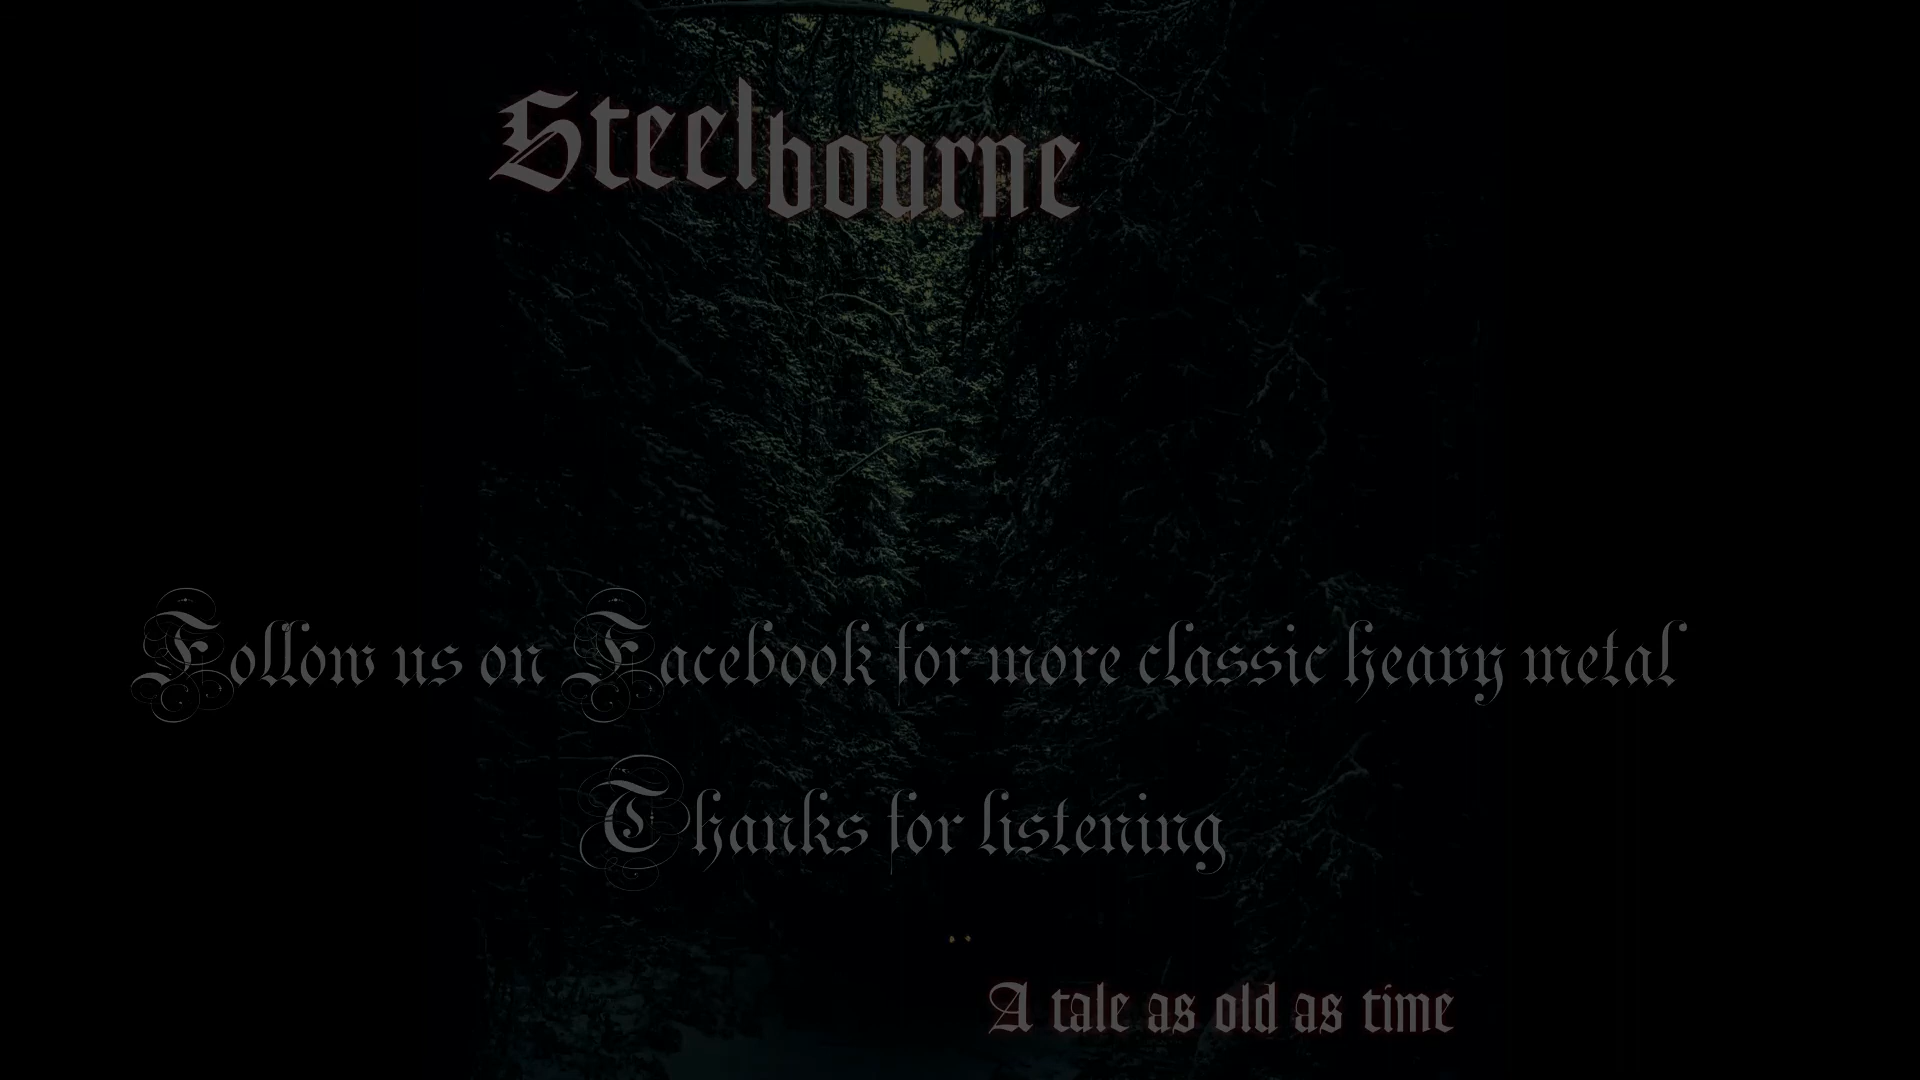 Steelbourne
Follow us on Facebook for more classic heavy metal
Thanks for listening
A tale as old as time